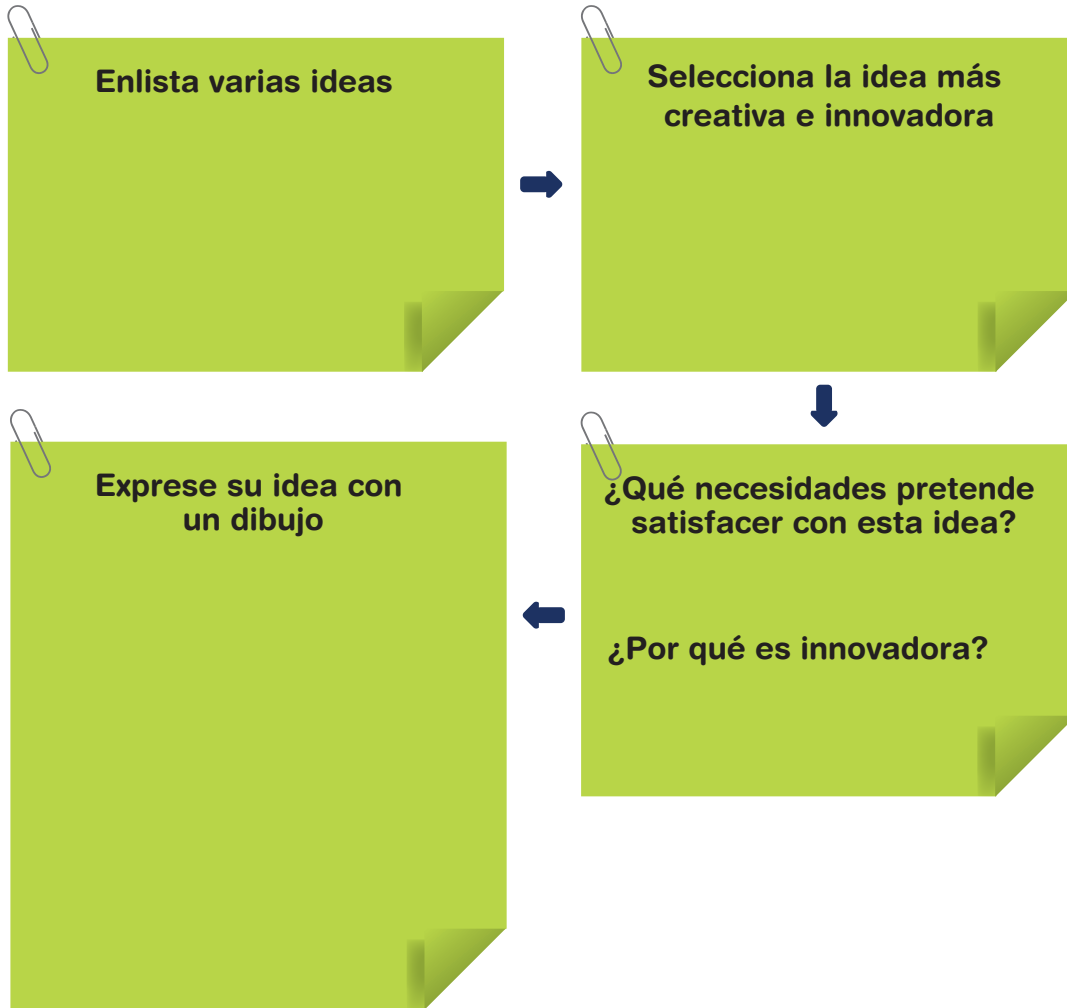 Enlista varias ideas
Selecciona la idea más
creativa e innovadora
¿Qué necesidades pretende
satisfacer con esta idea?
¿Por qué es innovadora?
Exprese su idea con
un dibujo